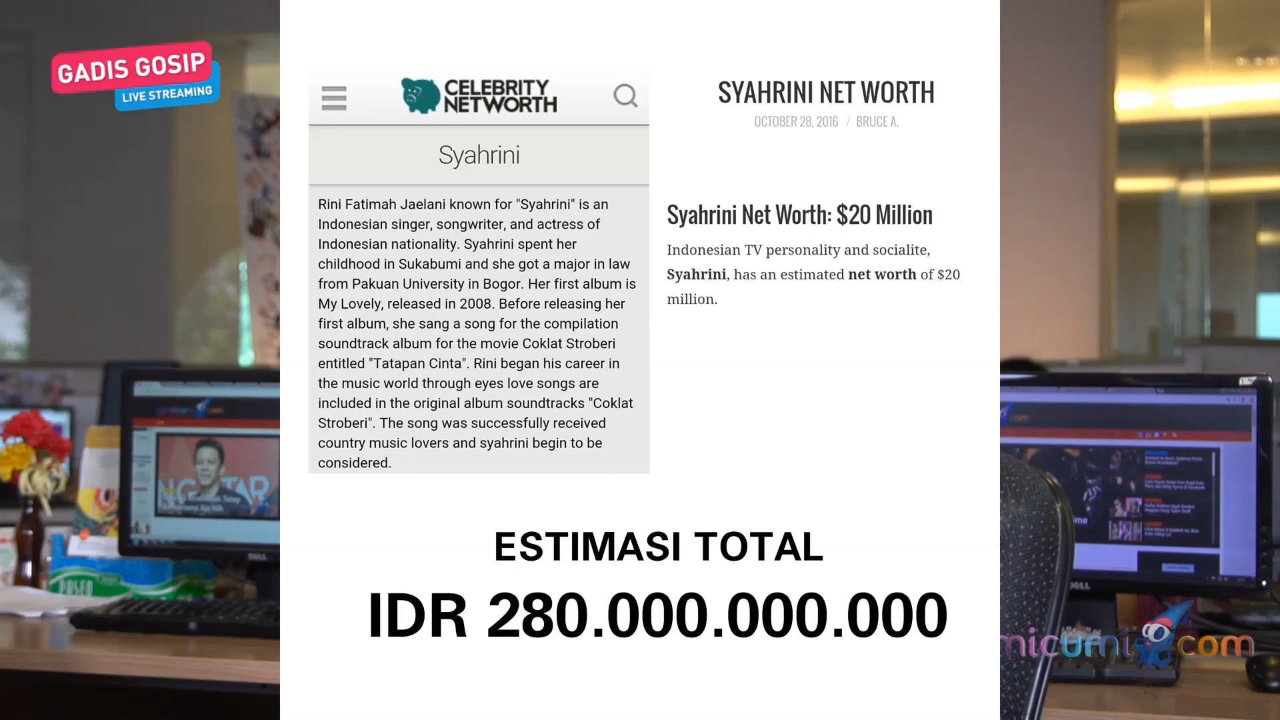 GADIS GOSIP
LIVE STREAMING
CELEBRITY
NETWORTH
Syahrini
Rini Fatimah Jaelani known for "Syahrini" is an
Indonesian singer, songwriter, and actress of
Indonesian nationality. Syahrini spent her
childhood in Sukabumi and she got a major in law
from Pakuan University in Bogor. Her first album is
My Lovely, released in 2008. Before releasing her
first album, she sang a song for the compilation
soundtrack album for the movie Coklat Stroberi
entitled "Tatapan Cinta". Rini began his career in
the music world through eyes love songs are
included in the original album soundtracks "Coklat
Stroberi". The song was successfully received
country music lovers and syahrini begin to be
considered.
SYAHRINI NET WORTH
OCTOBER 28, 2016 / BRUCE A.
Syahrini Net Worth: $20 Million
Indonesian TV personality and socialite,
Syahrini, has an estimated net worth of $20
million.
ESTIMASI TOTAL
IDR 280.000.000.000
DELL
DELL
micumi.com